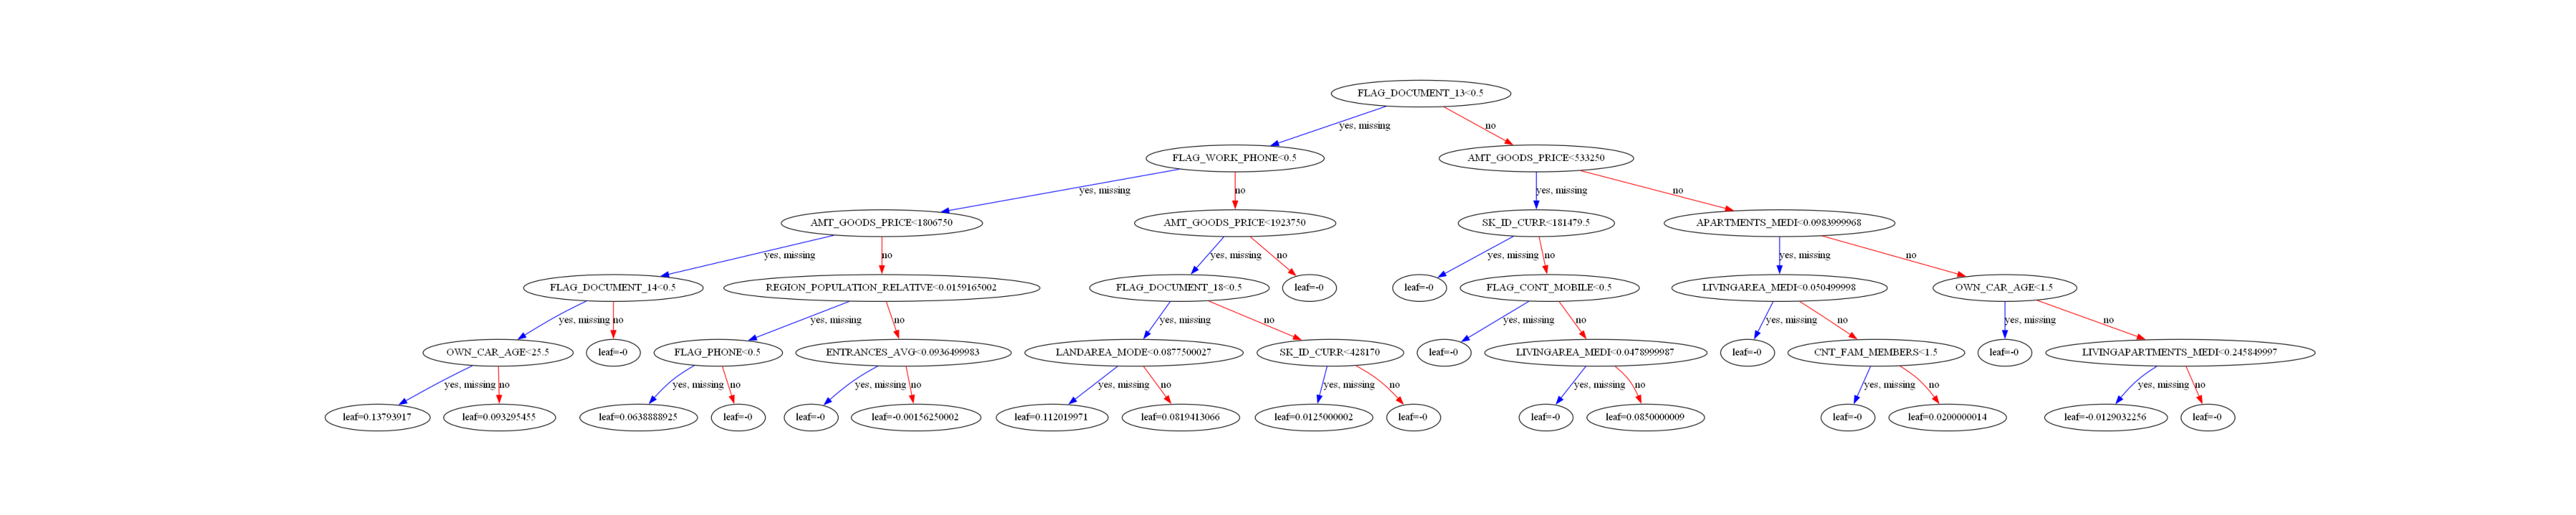 FLAG_DOCUMENT_13<0.5
yes, missing
no
FLAG_WORK_PHONE<0.5
AMT_GOODS_PRICE<533250
yes, missing
no
yes, missing
no
AMT_GOODS_PRICE<1806750
AMT_GOODS_PRICE<1923750
SK_ID_CURR<181479.5
APARTMENTS_MEDI<0.0983999968
yes, missing
no
yes, missing
no
yes, missing
no
yes, missing
no
FLAG_DOCUMENT_14<0.5
REGION_POPULATION_RELATIVE<0.0159165002
FLAG_DOCUMENT_18<0.5
leaf=-0
leaf=-0
FLAG_CONT_MOBILE<0.5
LIVINGAREA_MEDI<0.050499998
OWN_CAR_AGE<1.5
yes, missing
no
yes, missing
no
yes, missing
no
yes, missing
no
yes, missing
no
yes, missing
no
OWN_CAR_AGE<25.5
leaf=-0
FLAG_PHONE<0.5
ENTRANCES_AVG<0.0936499983
LANDAREA_MODE<0.0877500027
SK_ID_CURR<428170
leaf=-0
LIVINGAREA_MEDI<0.0478999987
leaf=-0
CNT_FAM_MEMBERS<1.5
leaf=-0
LIVINGAPARTMENTS_MEDI<0.245849997
yes, missing
no
yes, missing
no
yes, missing
no
yes, missing
no
yes, missing
no
yes, missing
no
yes, missing
no
yes, missing
no
leaf=0.13793917
leaf=0.093295455
leaf=0.0638888925
leaf=-0
leaf=-0
leaf=-0.00156250002
leaf=0.112019971
leaf=0.0819413066
leaf=0.0125000002
leaf=-0
leaf=-0
leaf=0.0850000009
leaf=-0
leaf=0.0200000014
leaf=-0.0129032256
leaf=-0